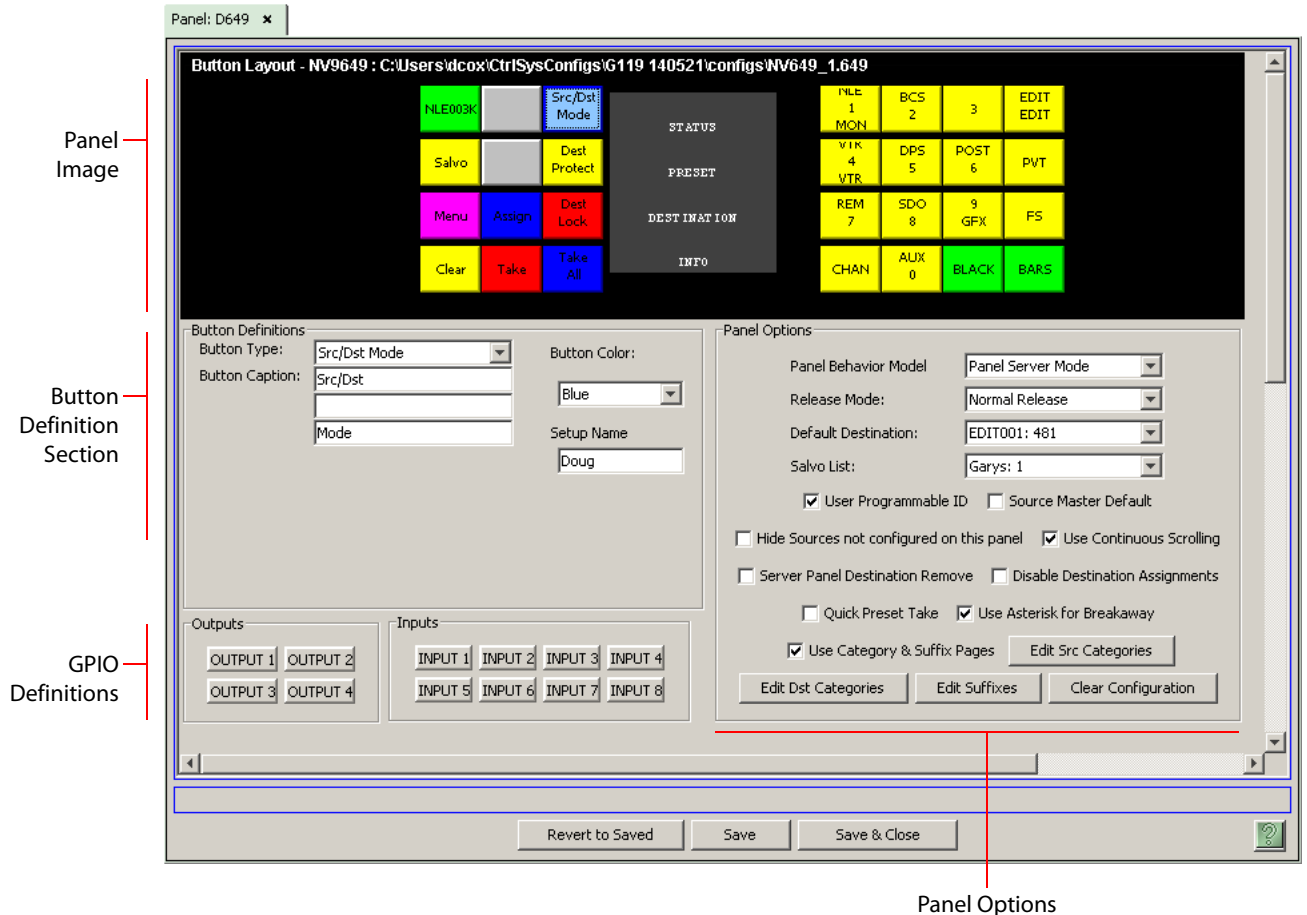 Panel: D649
Button Layout - NV9649 : C:\Users\dcox\CtrlSysConfigs\G119 140521\configs\NV649_1.649
Panel
Image
NLE003K
Src/Dst
Mode
Salvo
Dest
Protect
Menu
Assign
Dest
Lock
Clear
Take
Take
All
STATUS
PRESET
DESTINATION
INFO
NLE
1
MON
BCS
2
3
EDIT
EDIT
VTR
4
VTR
DPS
5
POST
6
PVT
REM
7
SDO
8
9
GFX
FS
CHAN
AUX
0
BLACK
BARS
Button
Definition
Section
Button Definitions
Button Type:
Src/Dst Mode
Button Caption:
Src/Dst
Mode
Button Color:
Blue
Setup Name
Doug
Panel Options
Panel Behavior Model
Panel Server Mode
Release Mode:
Normal Release
Default Destination:
EDIT001: 481
Salvo List:
Garys: 1
User Programmable ID
Source Master Default
Hide Sources not configured on this panel
Use Continuous Scrolling
Server Panel Destination Remove
Disable Destination Assignments
Quick Preset Take
Use Asterisk for Breakaway
Use Category & Suffix Pages
Edit Src Categories
Edit Dst Categories
Edit Suffixes
Clear Configuration
GPIO
Definitions
Outputs
OUTPUT 1
OUTPUT 2
OUTPUT 3
OUTPUT 4
Inputs
INPUT 1
INPUT 2
INPUT 3
INPUT 4
INPUT 5
INPUT 6
INPUT 7
INPUT 8
Revert to Saved
Save
Save & Close
?
Panel Options